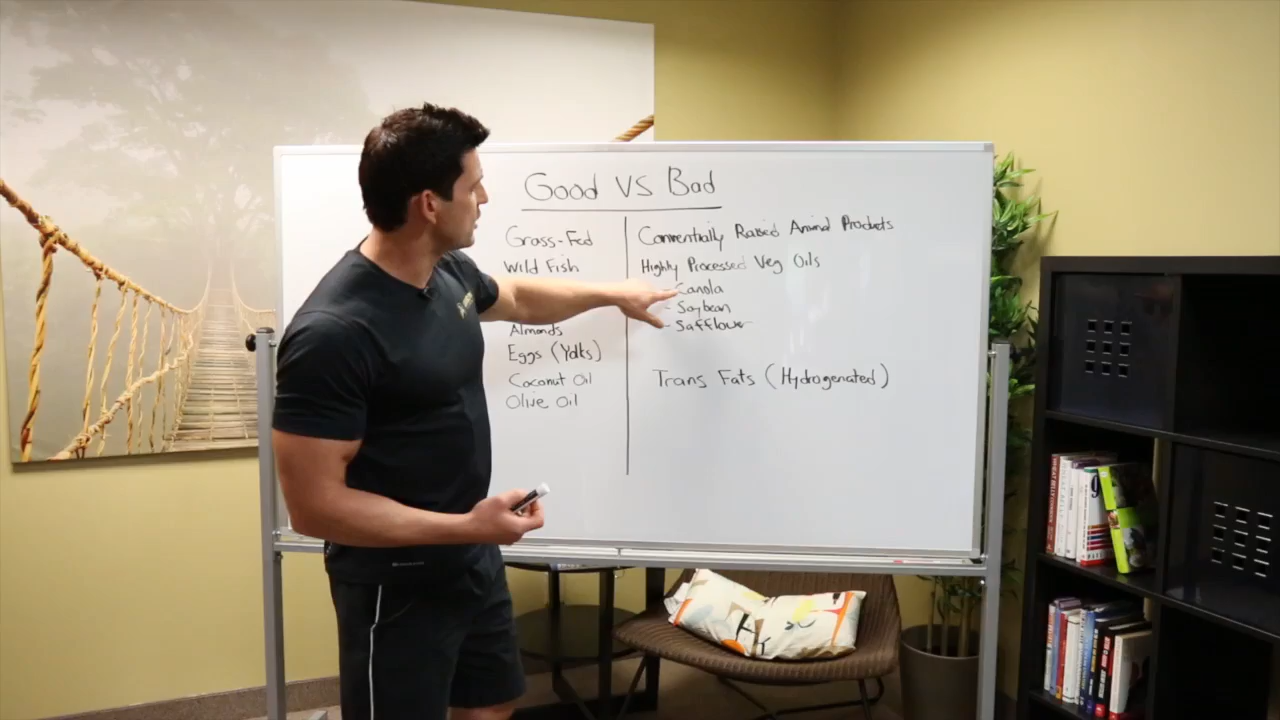 Good VS Bad
Grass-Fed
Wild Fish
Almonds
Eggs (Yolks)
Coconut Oil
Olive Oil
Conventially Raised Animal Products
Highly Processed Veg Oils
- Canola
- Soybean
- Safflower
Trans Fats (Hydrogenated)